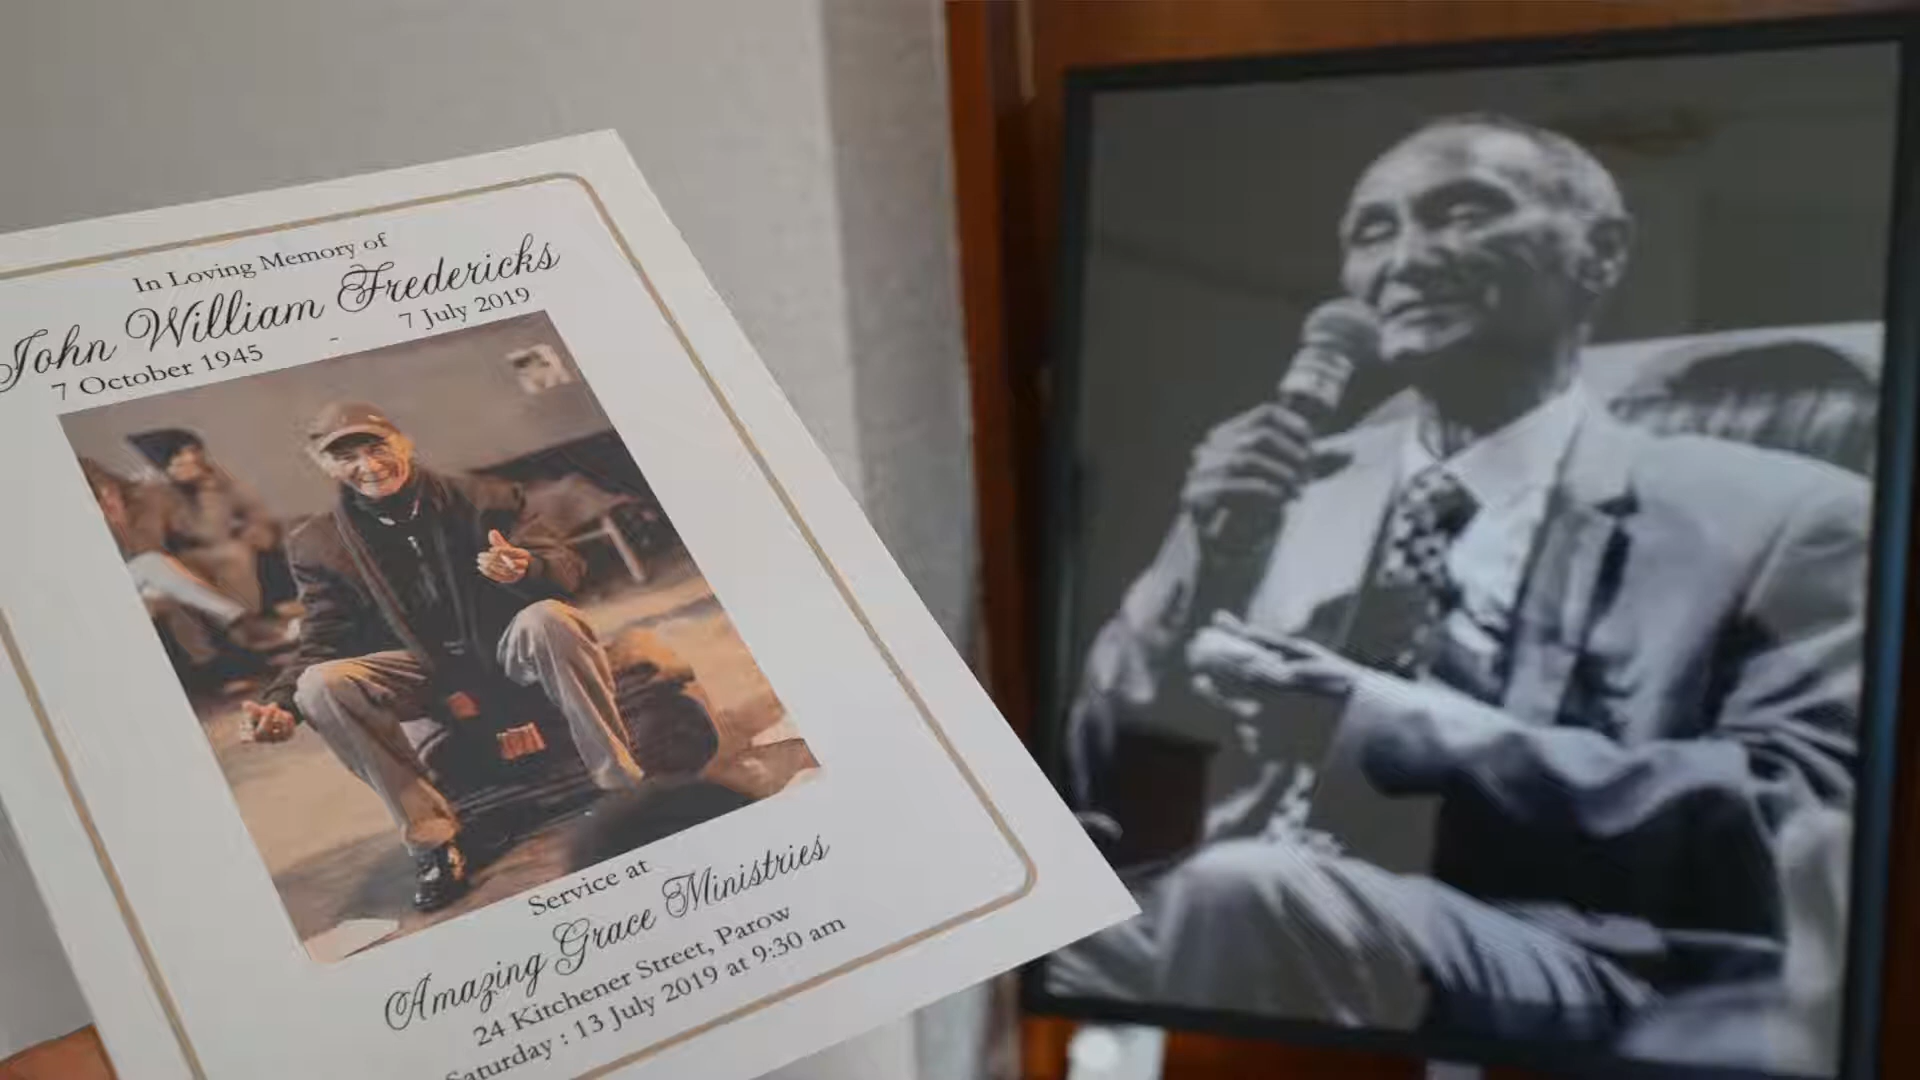 In Loving Memory of
John William Fredericks
7 October 1945 - 7 July 2019
Service at
Amazing Grace Ministries
24 Kitchener Street, Parow
Saturday : 13 July 2019 at 9:30 am